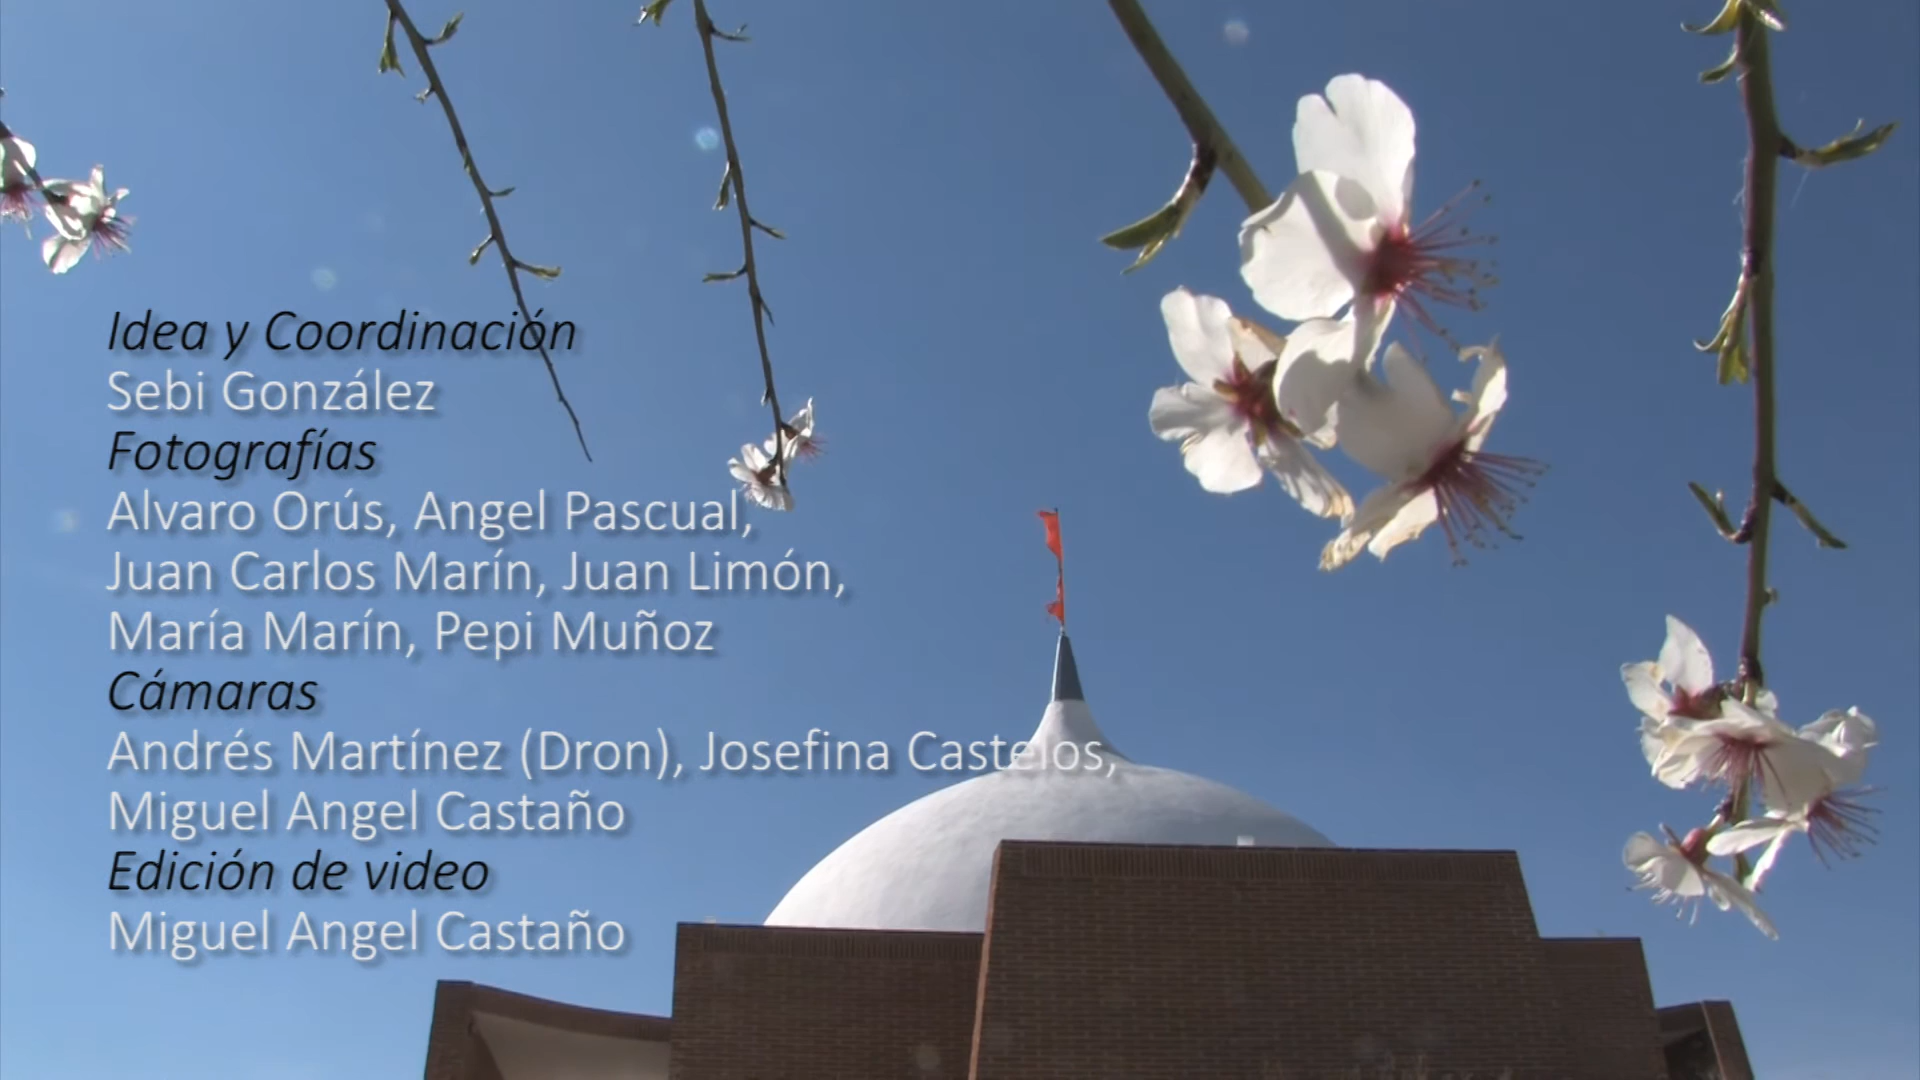 Idea y Coordinación
Sebi González
Fotografías
Alvaro Orús, Angel Pascual,
Juan Carlos Marín, Juan Limón,
María Marín, Pepi Muñoz
Cámaras
Andrés Martínez (Dron), Josefina Castelos,
Miguel Angel Castaño
Edición de video
Miguel Angel Castaño